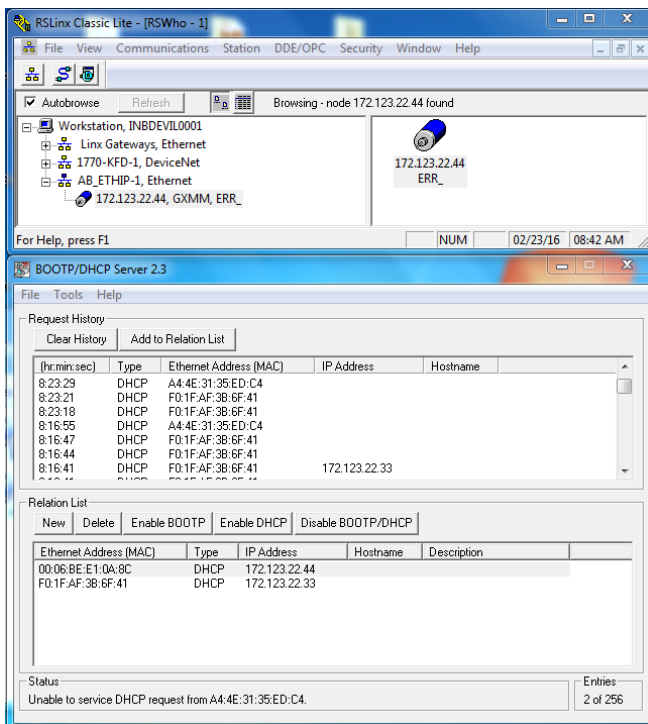 RSLinx Classic Lite - [RSWho - 1]
File View Communications Station DDE/OPC Security Window Help
Autobrowse Refresh Browsing - node 172.123.22.44 found
Workstation, INBDEVIL0001
Linx Gateways, Ethernet
1770-KFD-1, DeviceNet
AB_ETHIP-1, Ethernet
172.123.22.44, GXMM, ERR_
172.123.22.44
ERR_
For Help, press F1 NUM 02/23/16 08:42 AM
BOOTP/DHCP Server 2.3
File Tools Help
Request History
Clear History Add to Relation List
(hr:min:sec) Type Ethernet Address (MAC) IP Address Hostname
8:23:29 DHCP A4:4E:31:35:ED:C4
8:23:21 DHCP F0:1F:AF:3B:6F:41
8:23:18 DHCP F0:1F:AF:3B:6F:41
8:16:55 DHCP A4:4E:31:35:ED:C4
8:16:47 DHCP F0:1F:AF:3B:6F:41
8:16:44 DHCP F0:1F:AF:3B:6F:41
8:16:41 DHCP F0:1F:AF:3B:6F:41 172.123.22.33
Relation List
New Delete Enable BOOTP Enable DHCP Disable BOOTP/DHCP
Ethernet Address (MAC) Type IP Address Hostname Description
00:06:BE:E1:0A:8C DHCP 172.123.22.44
F0:1F:AF:3B:6F:41 DHCP 172.123.22.33
Status
Unable to service DHCP request from A4:4E:31:35:ED:C4.
Entries
2 of 256